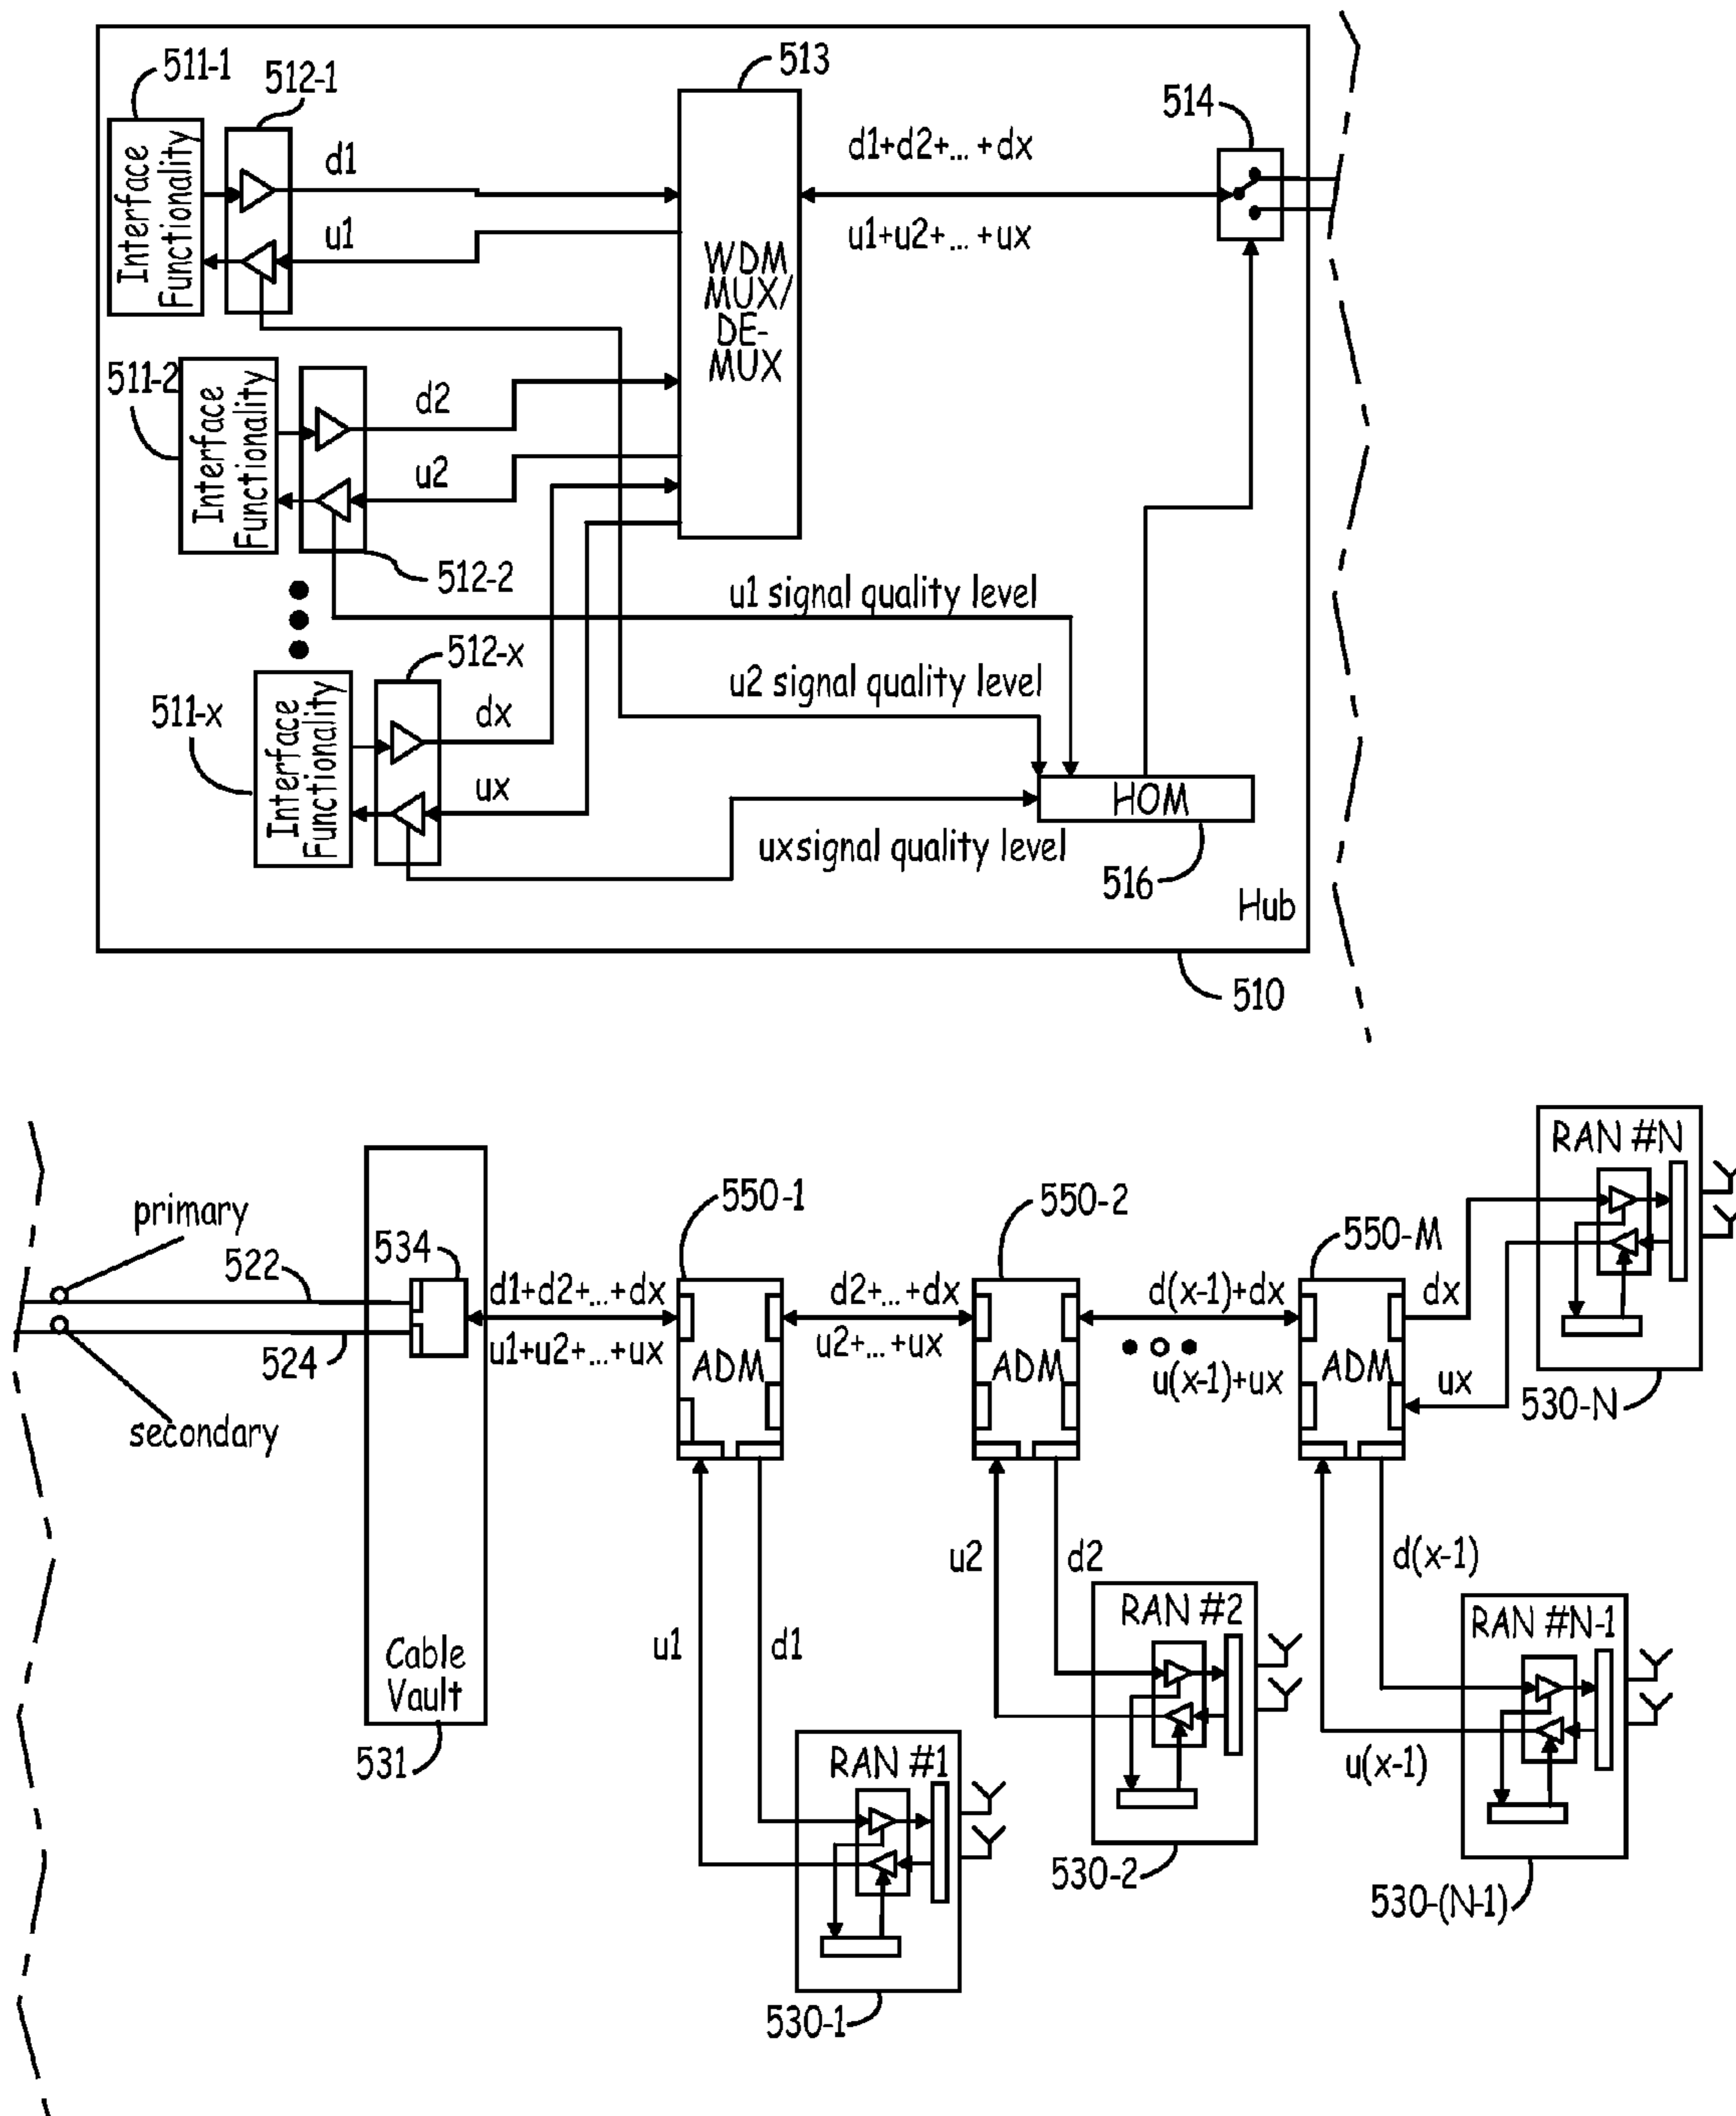 511-1
512-1
513
514
Interface
Functionality
d1
u1
d1+d2+... +dx
u1+u2+... +ux
WDM
MUX/
DE-
MUX
511-2
Interface
Functionality
d2
u2
512-2
u1 signal quality level
512-x
u2 signal quality level
511-x
Interface
Functionality
dx
ux
HOM
uxsignal quality level
516
Hub
510
RAN #N
primary
522
534
550-1
550-2
550-M
d1+d2+...+dx
d2+...+dx
d(x-1)+dx
dx
u1+u2+...+ux
u2+...+ux
u(x-1)+ux
ux
ADM
ADM
ADM
524
secondary
530-N
u2
d2
d(x-1)
RAN #2
RAN #N-1
u1
d1
Cable
Vault
531
RAN #1
u(x-1)
530-2
530-(N-1)
530-1